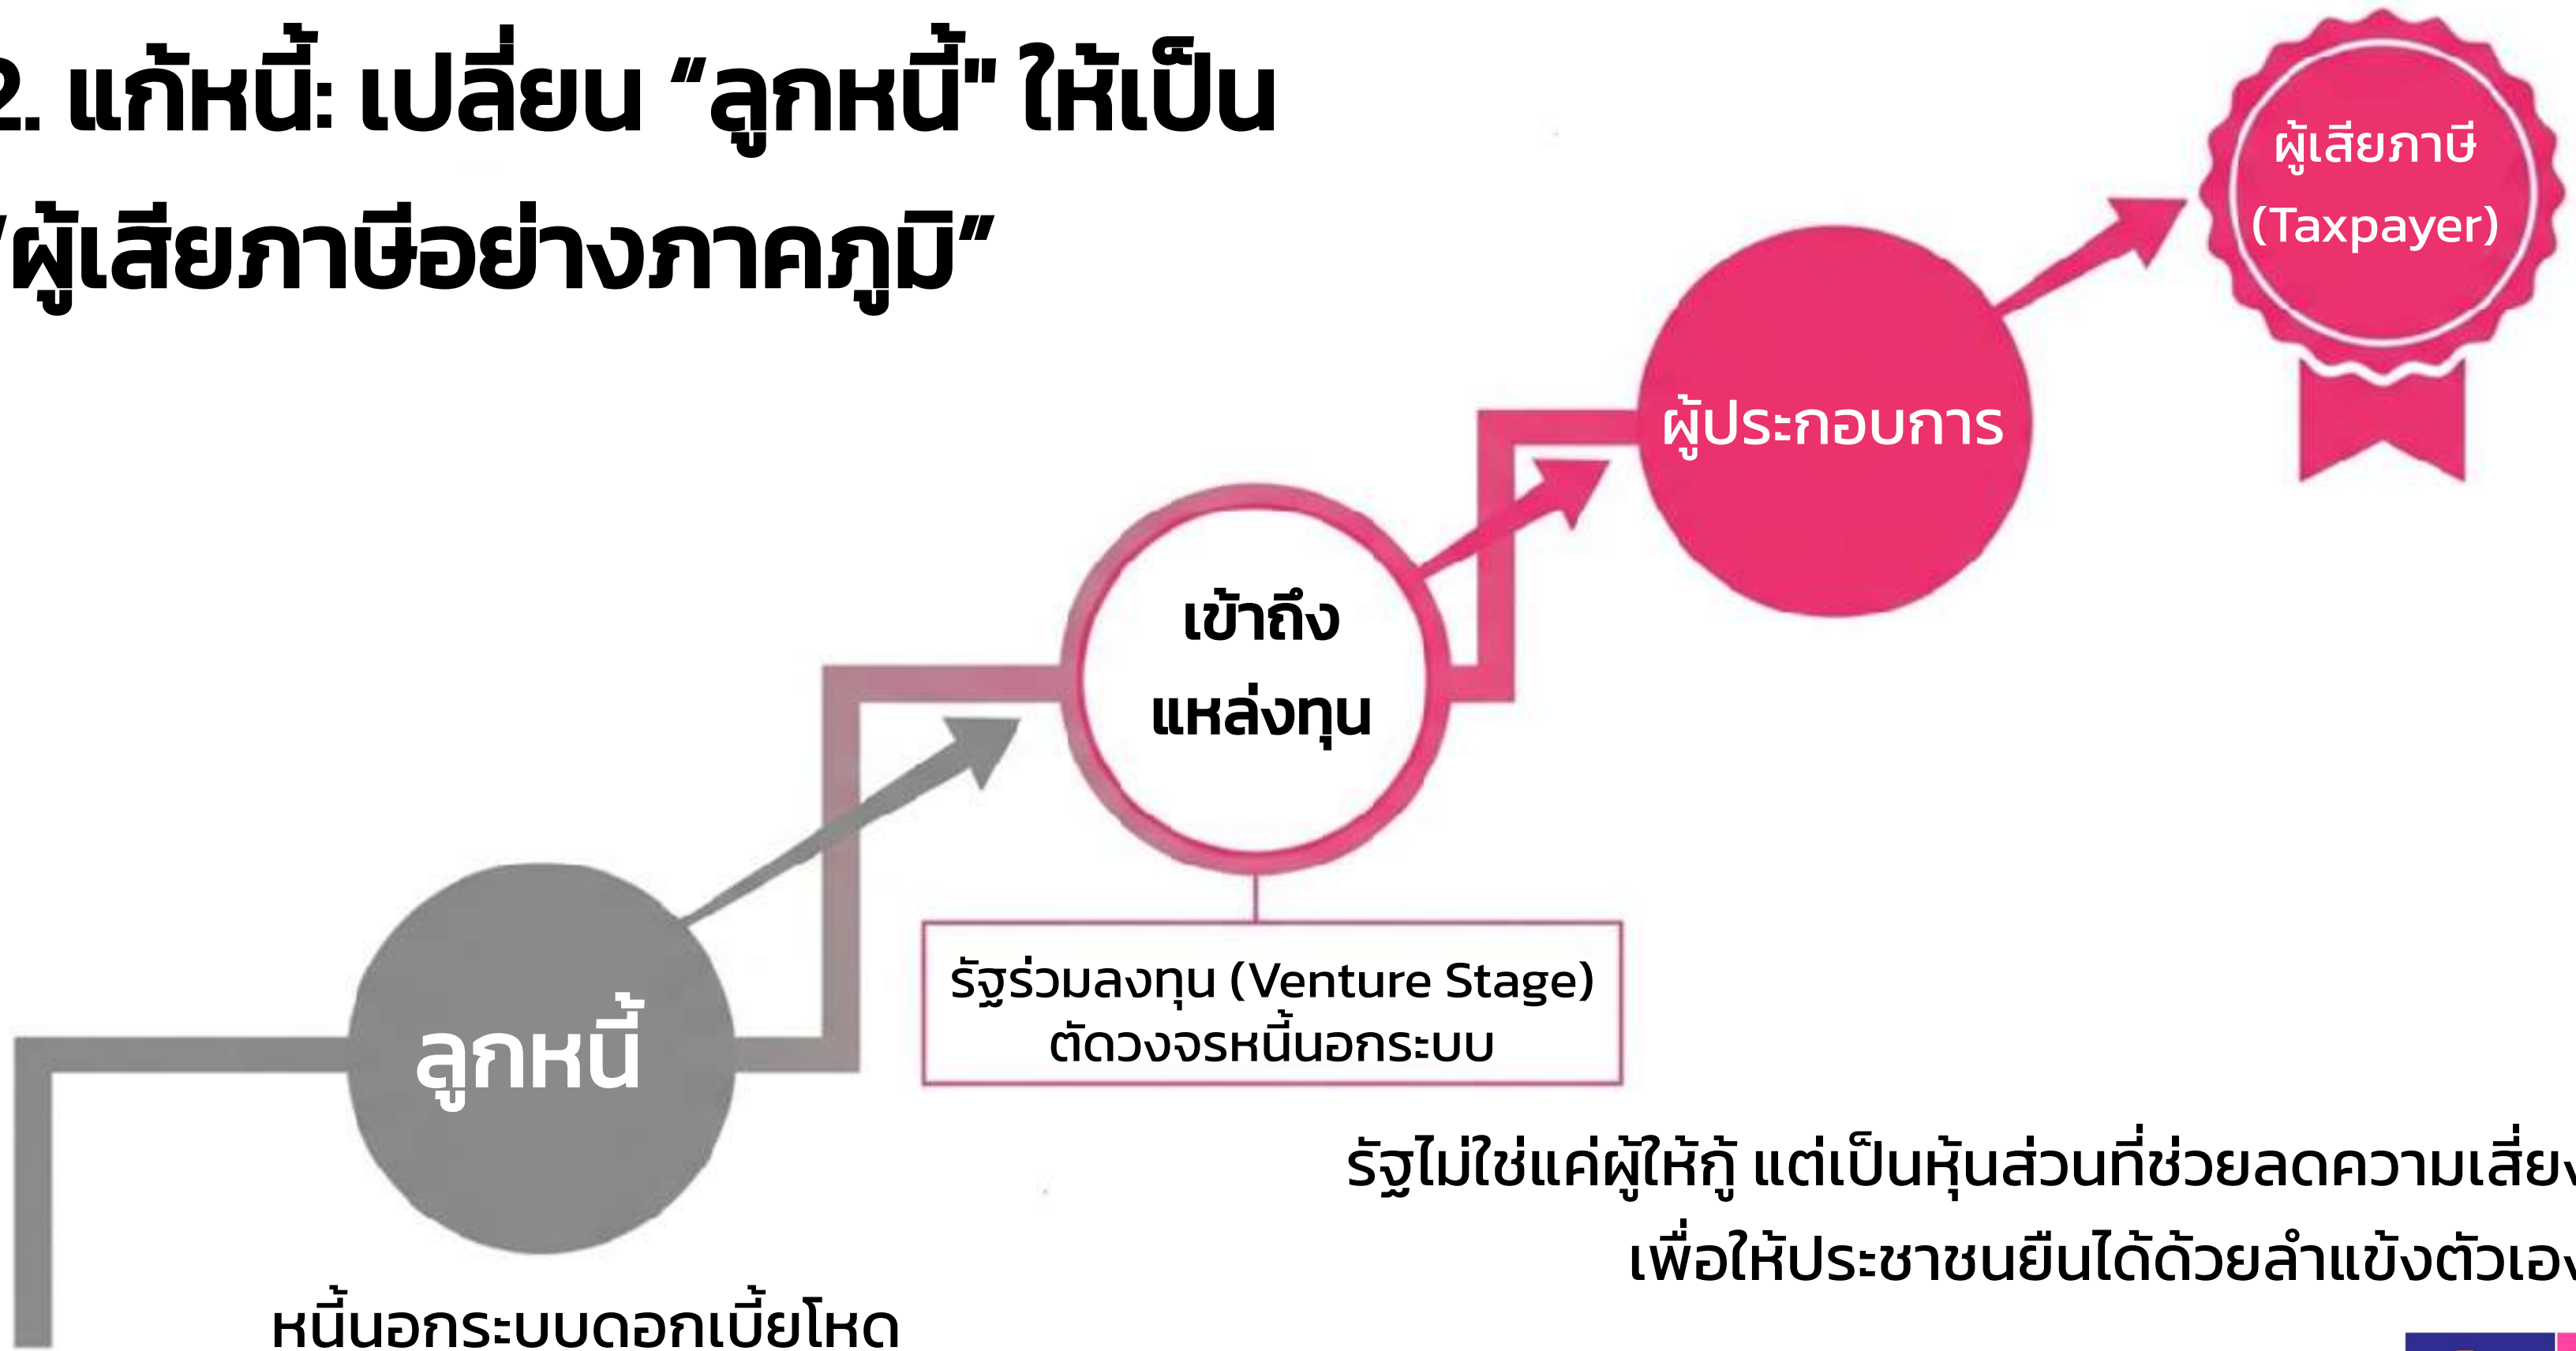 2. แก้หนี้: เปลี่ยน “ลูกหนี้" ให้เป็น
“ผู้เสียภาษีอย่างภาคภูมิ”
ผู้เสียภาษี
(Taxpayer)
ผู้ประกอบการ
เข้าถึง
แหล่งทุน
รัฐร่วมลงทุน (Venture Stage)
ตัดวงจรหนี้นอกระบบ
ลูกหนี้
หนี้นอกระบบดอกเบี้ยโหด
รัฐไม่ใช่แค่ผู้ให้กู้ แต่เป็นหุ้นส่วนที่ช่วยลดความเสี่ยง
เพื่อให้ประชาชนยืนได้ด้วยลำแข้งตัวเอง